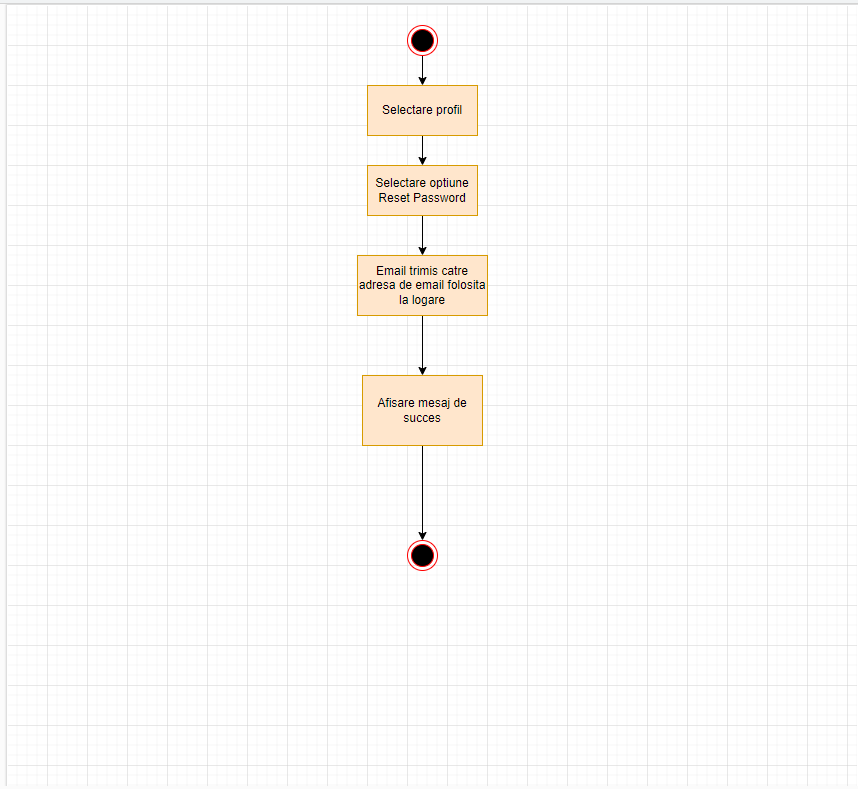 Selectare profil
Selectare optiune
Reset Password
Email trimis catre
adresa de email folosita
la logare
Afisare mesaj de
succes